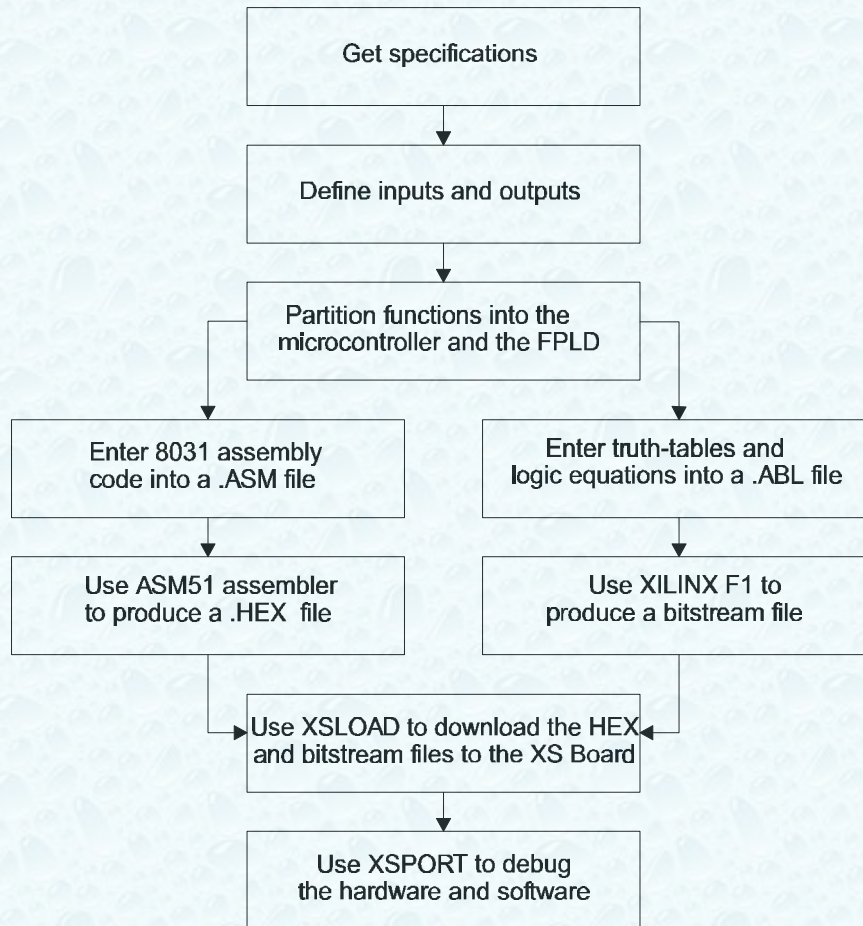 Get specifications
Define inputs and outputs
Partition functions into the
microcontroller and the FPLD
Enter 8031 assembly
code into a .ASM file
Enter truth-tables and
logic equations into a .ABL file
Use ASM51 assembler
to produce a .HEX file
Use XILINX F1 to
produce a bitstream file
Use XSLOAD to download the HEX
and bitstream files to the XS Board
Use XSPORT to debug
the hardware and software